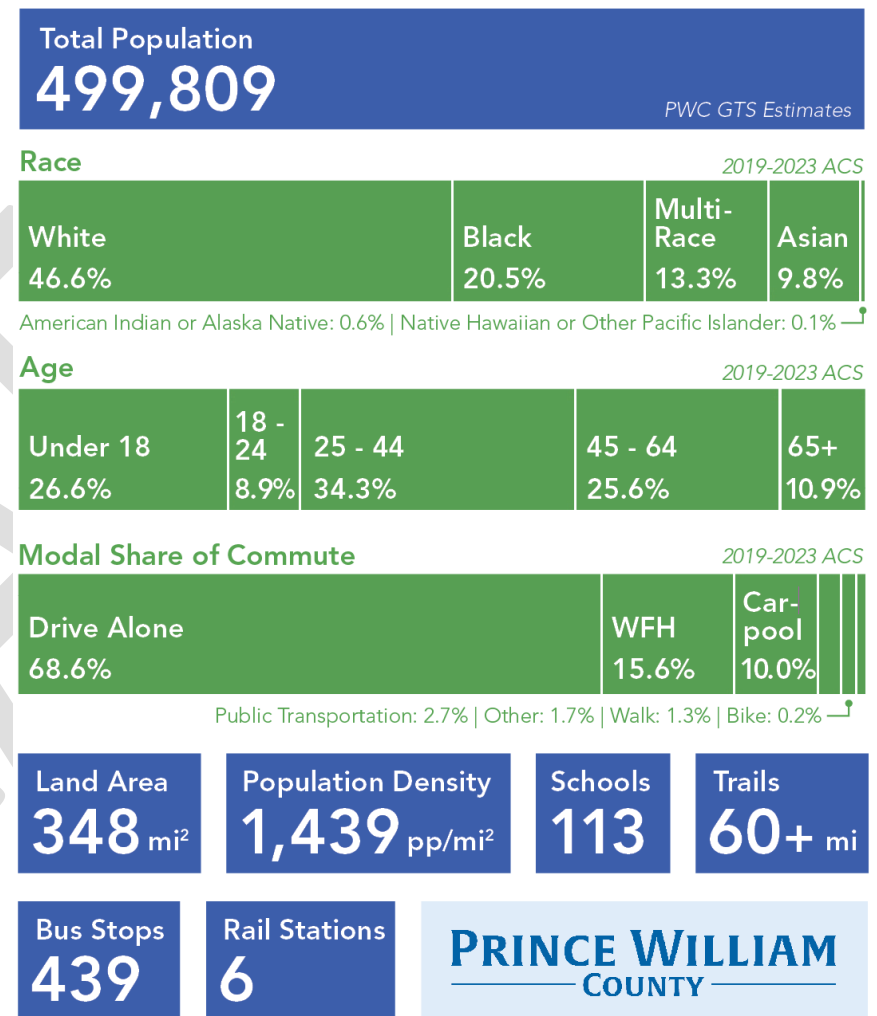 Total Population
499,809
PWC GTS Estimates
Race
2019-2023 ACS
White
46.6%
Black
20.5%
Multi-
Race
13.3%
Asian
9.8%
American Indian or Alaska Native: 0.6% | Native Hawaiian or Other Pacific Islander: 0.1%
Age
2019-2023 ACS
Under 18
26.6%
18 -
24
8.9%
25 - 44
34.3%
45 - 64
25.6%
65+
10.9%
Modal Share of Commute
2019-2023 ACS
Drive Alone
68.6%
WFH
15.6%
Car-
pool
10.0%
Public Transportation: 2.7% | Other: 1.7% | Walk: 1.3% | Bike: 0.2%
Land Area
348 mi²
Population Density
1,439 pp/mi²
Schools
113
Trails
60+ mi
Bus Stops
439
Rail Stations
6
PRINCE WILLIAM
COUNTY